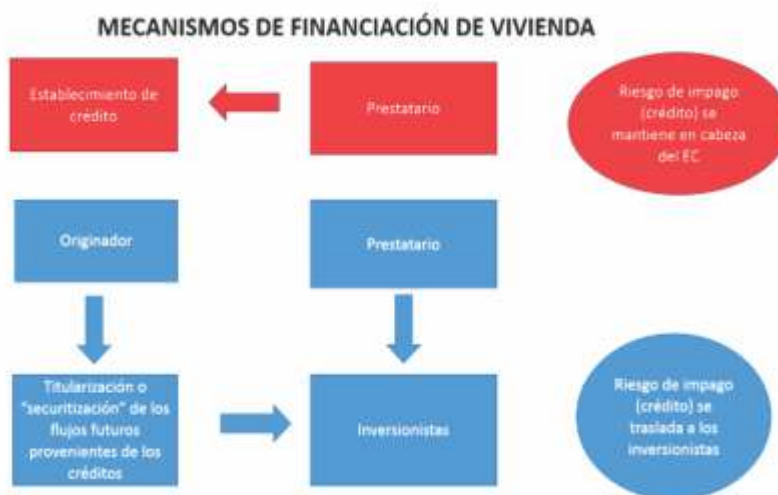 MECANISMOS DE FINANCIACIÓN DE VIVIENDA
Establecimiento de
crédito
Prestatario
Riesgo de impago
(crédito) se
mantiene en cabeza
del EC
Originador
Prestatario
Titularización o
"securitización" de los
flujos futuros
provenientes de los
créditos
Inversionistas
Riesgo de impago
(crédito) se
traslada a los
inversionistas